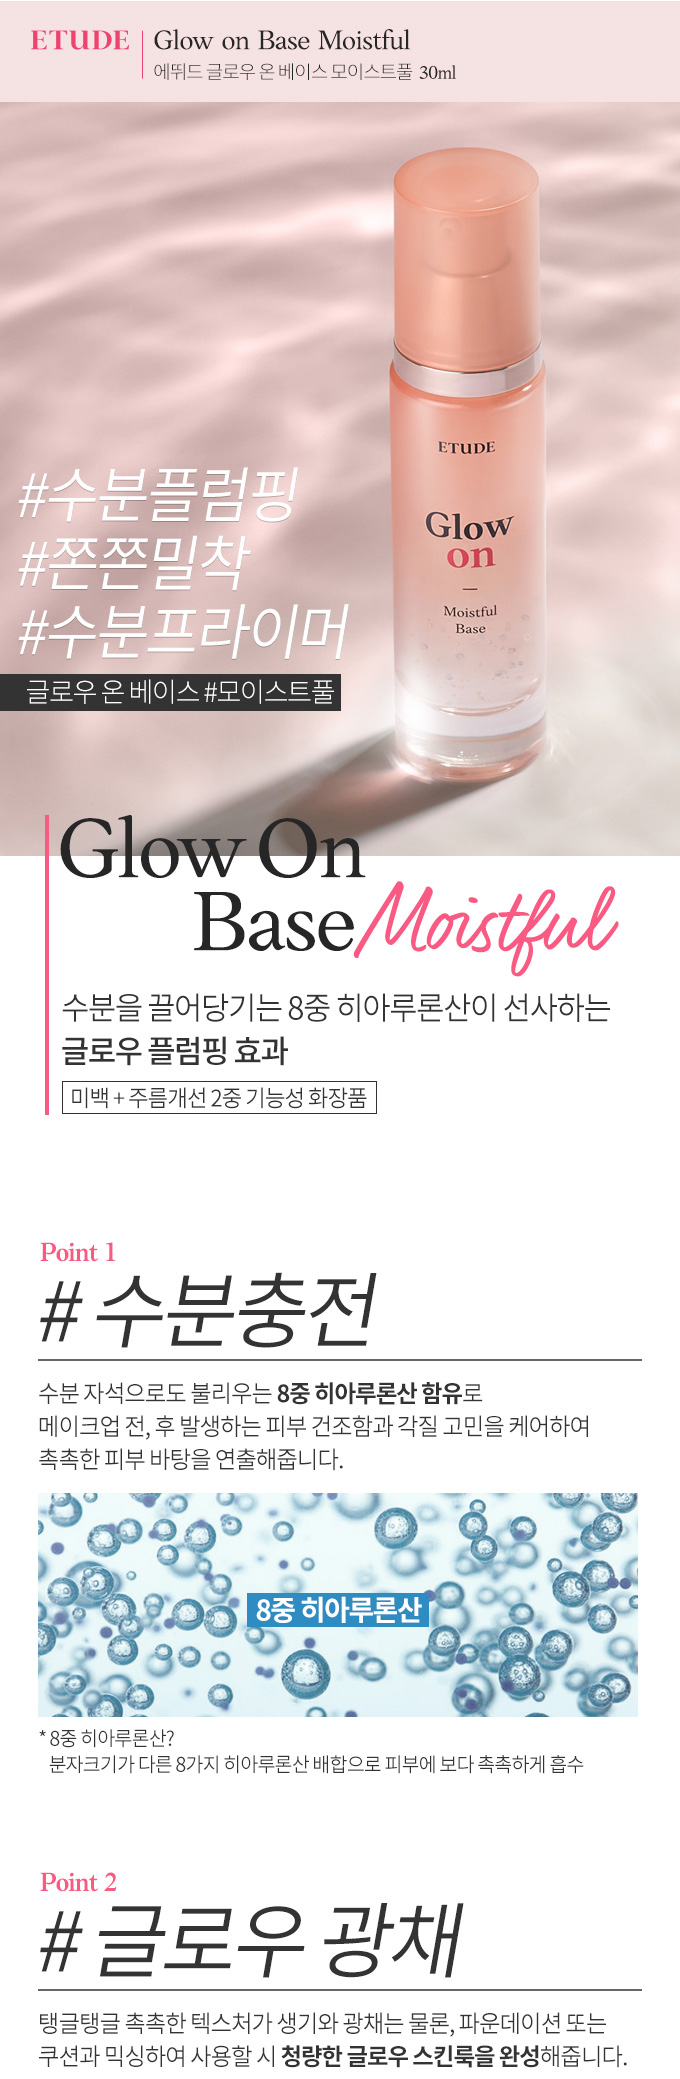 ETUDE
Glow on Base Moistful
에뛰드 글로우 온 베이스 모이스트풀 30ml
ETUDE
Glow
on
Moistful
Base
#수분플럼핑
#쫀쫀밀착
#수분프라이머
글로우 온 베이스 #모이스트풀
Glow On
Base Moistful
수분을 끌어당기는 8중 히아루론산이 선사하는
글로우 플럼핑 효과
미백 + 주름개선 2중 기능성 화장품
Point 1
# 수분충전
수분 자석으로도 불리우는 8중 히아루론산 함유로
메이크업 전, 후 발생하는 피부 건조함과 각질 고민을 케어하여
촉촉한 피부 바탕을 연출해줍니다.
8중 히아루론산
* 8중 히아루론산?
분자크기가 다른 8가지 히아루론산 배합으로 피부에 보다 촉촉하게 흡수
Point 2
# 글로우 광채
탱글탱글 촉촉한 텍스처가 생기와 광채는 물론, 파운데이션 또는
쿠션과 믹싱하여 사용할 시 청량한 글로우 스킨룩을 완성해줍니다.